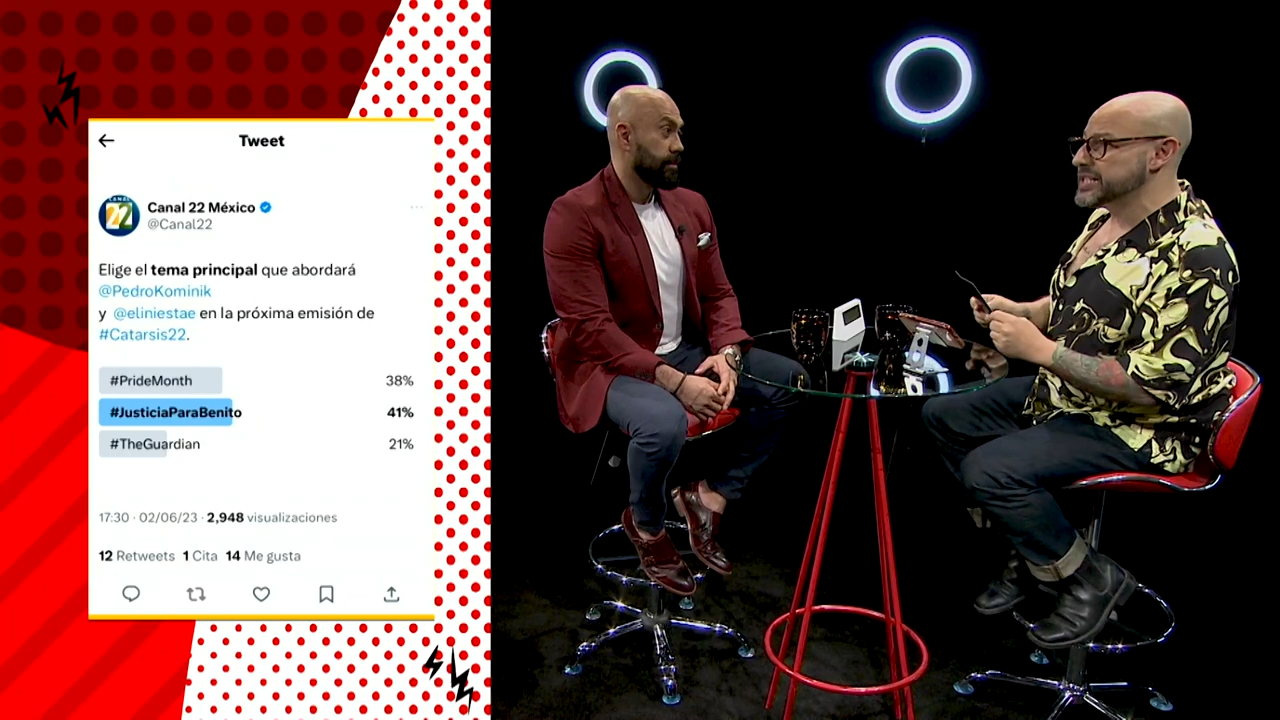 Tweet
CANAL
22
Canal 22 México
@Canal22
Elige el tema principal que abordará
@PedroKominik
y @eliniestae en la próxima emisión de
#Catarsis22.
#PrideMonth 38%
#JusticiaParaBenito 41%
#TheGuardian 21%
17:30 · 02/06/23 · 2,948 visualizaciones
12 Retweets 1 Cita 14 Me gusta